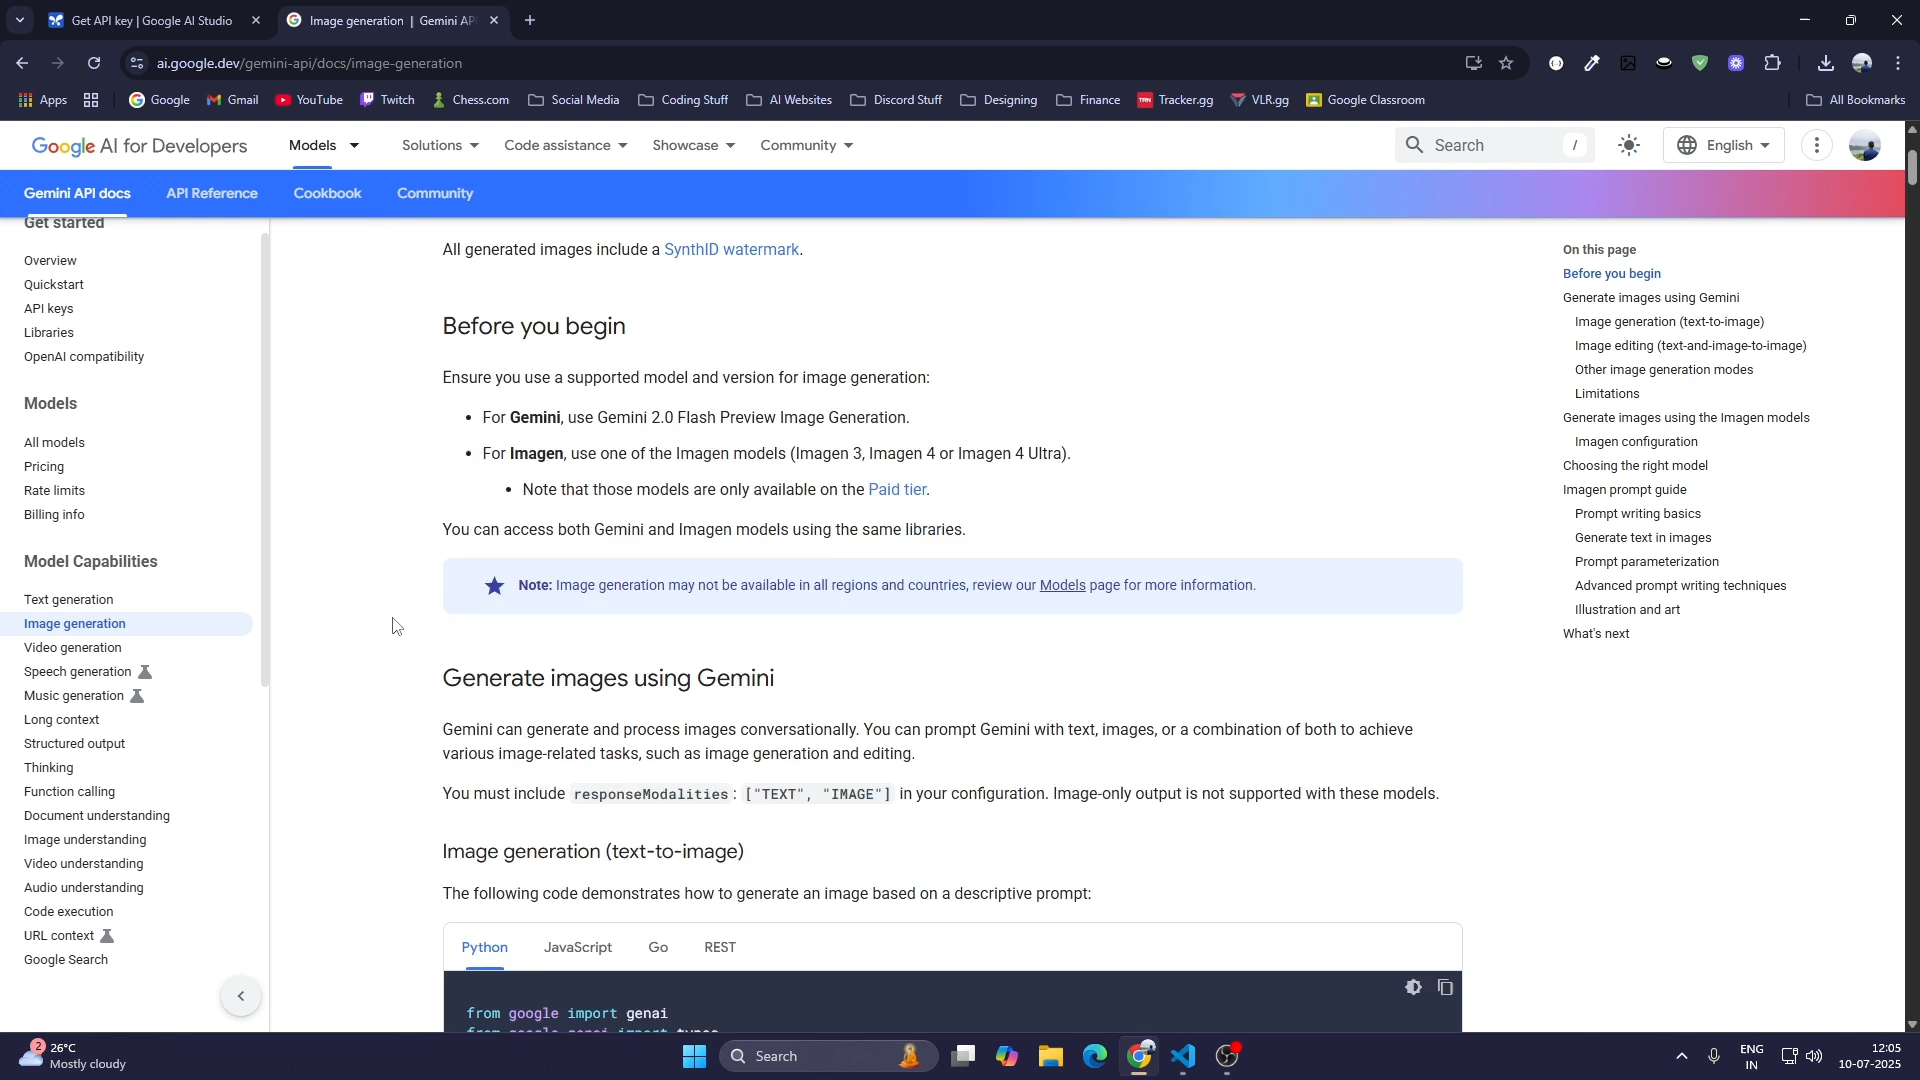 Get API key | Google AI Studio
Image generation | Gemini AP
ai.google.dev/gemini-api/docs/image-generation
Apps
Google
Gmail
YouTube
Twitch
Chess.com
Social Media
Coding Stuff
AI Websites
Discord Stuff
Designing
Finance
Tracker.gg
VLR.gg
Google Classroom
All Bookmarks
Google AI for Developers
Models
Solutions
Code assistance
Showcase
Community
Search
/
English
Gemini API docs
API Reference
Cookbook
Community
Get started
Overview
Quickstart
API keys
Libraries
OpenAI compatibility
Models
All models
Pricing
Rate limits
Billing info
Model Capabilities
Text generation
Image generation
Video generation
Speech generation
Music generation
Long context
Structured output
Thinking
Function calling
Document understanding
Image understanding
Video understanding
Audio understanding
Code execution
URL context
Google Search
All generated images include a SynthID watermark.
Before you begin
Ensure you use a supported model and version for image generation:
• For Gemini, use Gemini 2.0 Flash Preview Image Generation.
• For Imagen, use one of the Imagen models (Imagen 3, Imagen 4 or Imagen 4 Ultra).
• Note that those models are only available on the Paid tier.
You can access both Gemini and Imagen models using the same libraries.
Note: Image generation may not be available in all regions and countries, review our Models page for more information.
Generate images using Gemini
Gemini can generate and process images conversationally. You can prompt Gemini with text, images, or a combination of both to achieve
various image-related tasks, such as image generation and editing.
You must include responseModalities: ["TEXT", "IMAGE"] in your configuration. Image-only output is not supported with these models.
Image generation (text-to-image)
The following code demonstrates how to generate an image based on a descriptive prompt:
Python
JavaScript
Go
REST
from google import genai
from google.genai import types
On this page
Before you begin
Generate images using Gemini
Image generation (text-to-image)
Image editing (text-and-image-to-image)
Other image generation modes
Limitations
Generate images using the Imagen models
Imagen configuration
Choosing the right model
Imagen prompt guide
Prompt writing basics
Generate text in images
Prompt parameterization
Advanced prompt writing techniques
Illustration and art
What's next
2
26°C
Mostly cloudy
Search
ENG
IN
12:05
10-07-2025